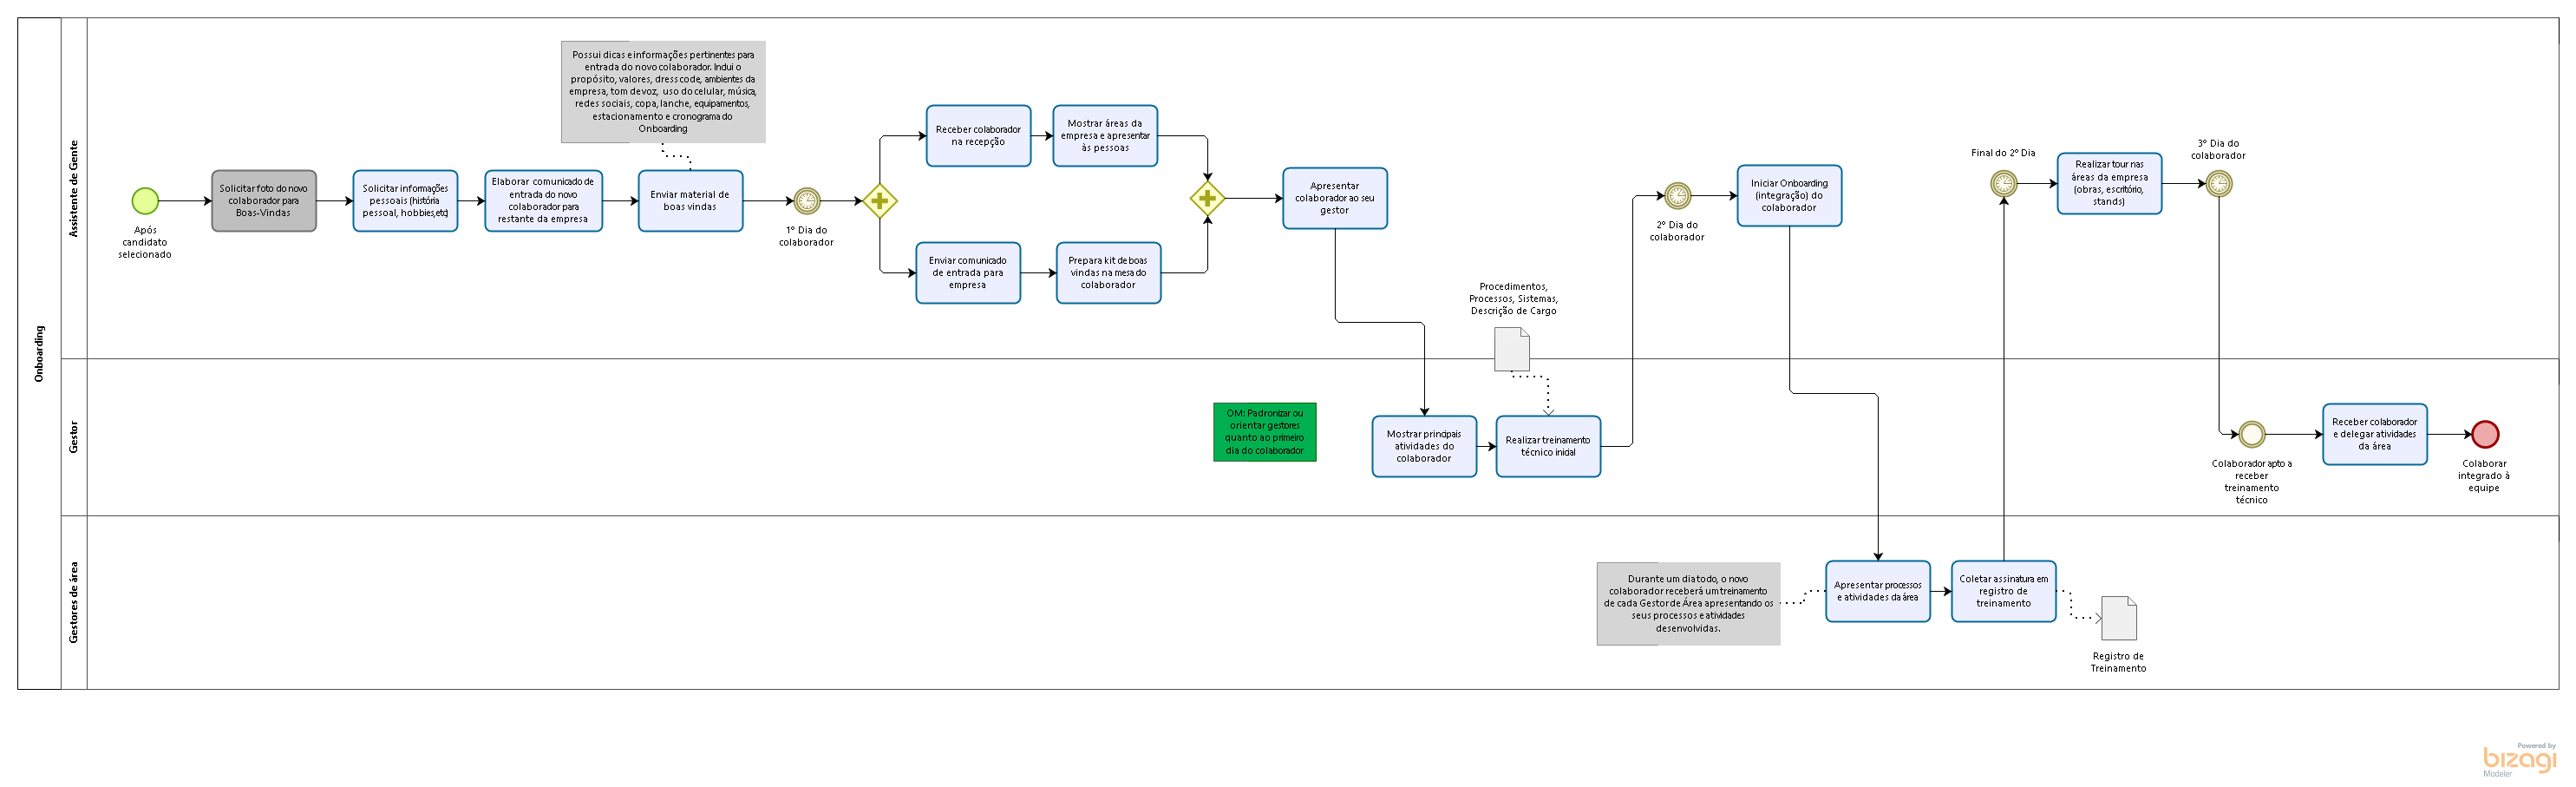 Onboarding
Assistente de Gente
Após
candidato
selecionado
Solicitar foto do novo
colaborador para
Boas-Vindas
Solicitar informações
pessoais (história
pessoal, hobbies,etc)
Elaborar comunicado de
entrada do novo
colaborador para
restante da empresa
Possui dicas e informações pertinentes para
entrada do novo colaborador. Inclui o
propósito, valores, dress code, ambientes da
empresa, tom de voz, uso do celular, música,
redes sociais, copa, lanche, equipamentos,
estacionamento e cronograma do
Onboarding
Enviar material de
boas vindas
1º Dia do
colaborador
Receber colaborador
na recepção
Mostrar áreas da
empresa e apresentar
às pessoas
Enviar comunicado
de entrada para
empresa
Prepara kit de boas
vindas na mesa do
colaborador
Apresentar
colaborador ao seu
gestor
Procedimentos,
Processos, Sistemas,
Descrição de Cargo
2º Dia do
colaborador
Iniciar Onboarding
(integração) do
colaborador
Final do 2º Dia
Realizar tour nas
áreas da empresa
(obras, escritório,
stands)
3º Dia do
colaborador
Gestor
OM: Padronizar ou
orientar gestores
quanto ao primeiro
dia do colaborador
Mostrar principais
atividades do
colaborador
Realizar treinamento
técnico inicial
Colaborador apto a
receber
treinamento
técnico
Receber colaborador
e delegar atividades
da área
Colaborar
integrado à
equipe
Gestores de área
Durante um dia todo, o novo
colaborador receberá um treinamento
de cada Gestor de Área apresentando os
seus processos e atividades
desenvolvidas.
Apresentar processos
e atividades da área
Coletar assinatura em
registro de
treinamento
Registro de
Treinamento
Powered by
bizagi
Modeler